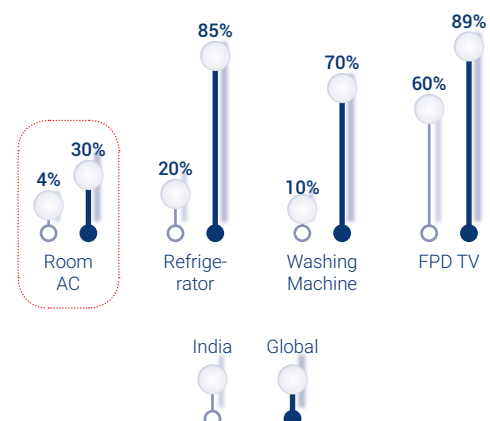 4%
30%
Room
AC
20%
85%
Refrige-
rator
10%
70%
Washing
Machine
60%
89%
FPD TV
India
Global